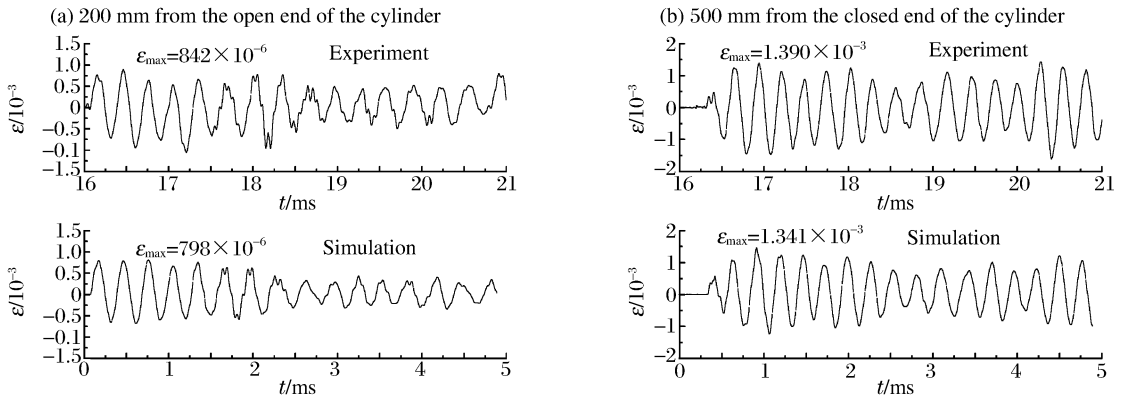 (a) 200 mm from the open end of the cylinder
1.5
1.0
0.5
0
−0.5
−0.1
−1.5
ε/10⁻³
εmax=842×10⁻⁶
Experiment
16 17 18 19 20 21
t/ms
1.5
1.0
0.5
0
−0.5
−0.1
−1.5
ε/10⁻³
εmax=798×10⁻⁶
Simulation
0 1 2 3 4 5
t/ms
(b) 500 mm from the closed end of the cylinder
2
1
0
−1
−2
ε/10⁻³
εmax=1.390×10⁻³
Experiment
16 17 18 19 20 21
t/ms
2
1
0
−1
−2
ε/10⁻³
εmax=1.341×10⁻³
Simulation
0 1 2 3 4 5
t/ms